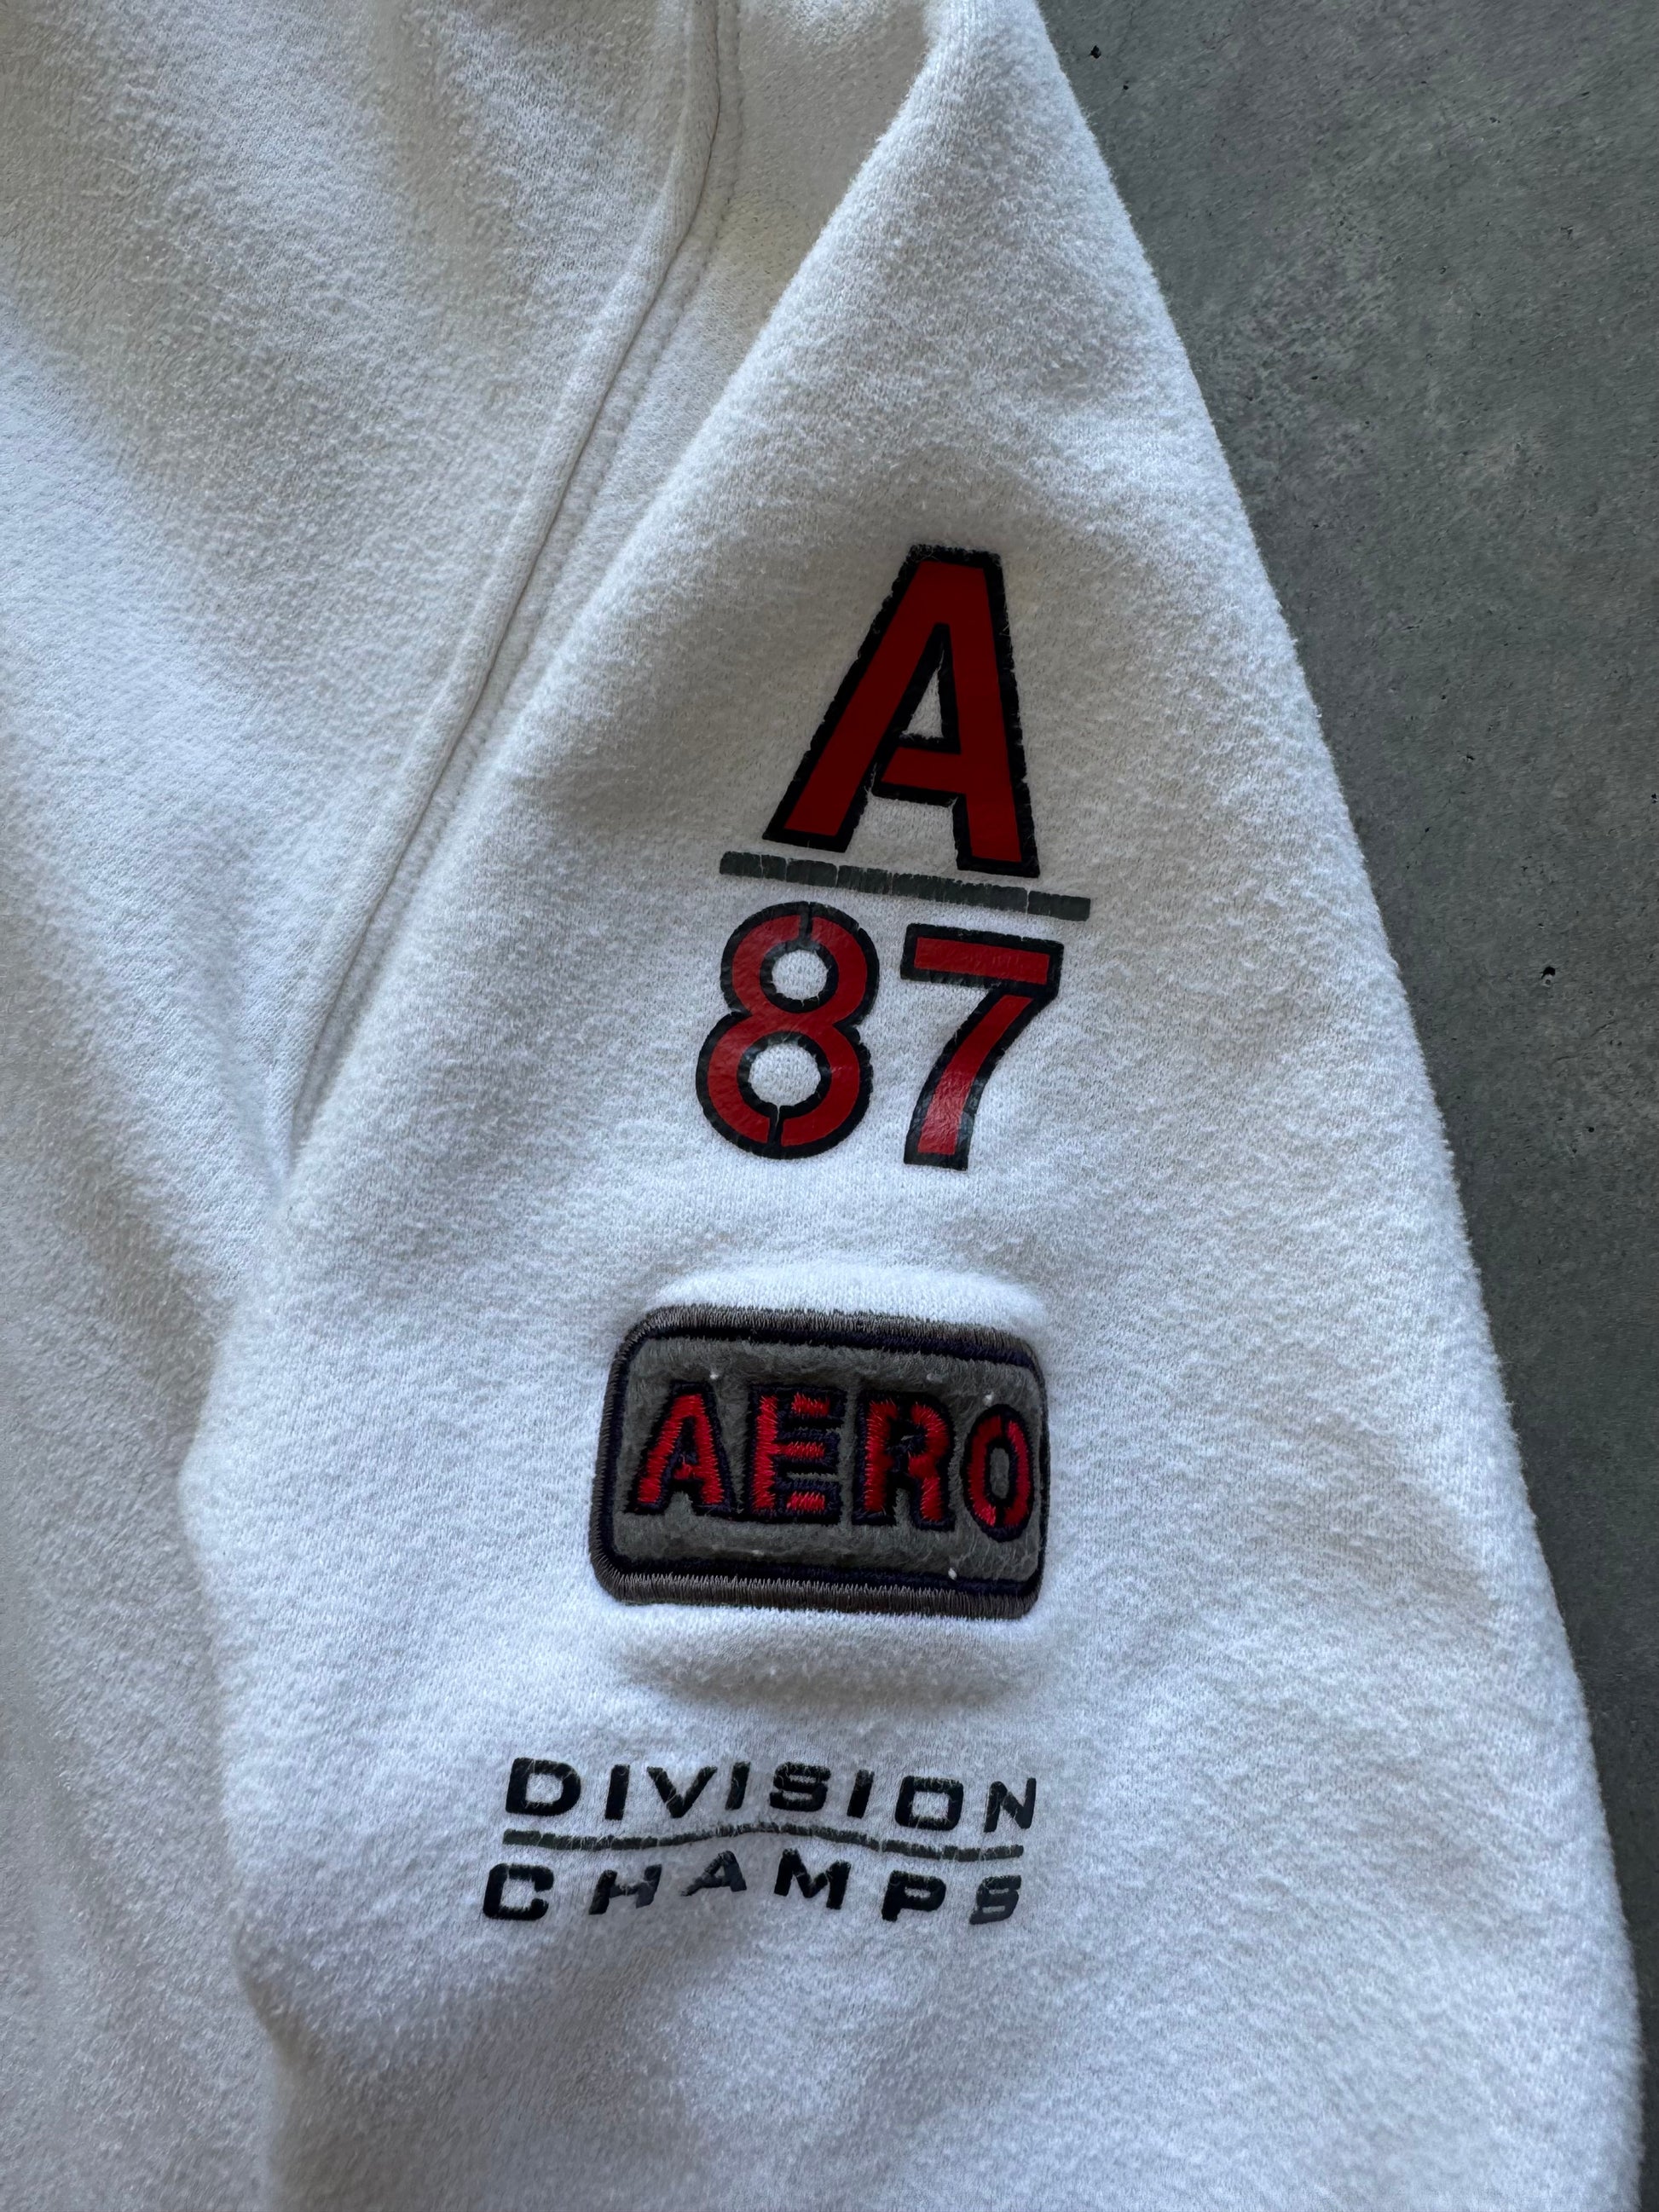 A
87
AERO
DIVISION
CHAMPS